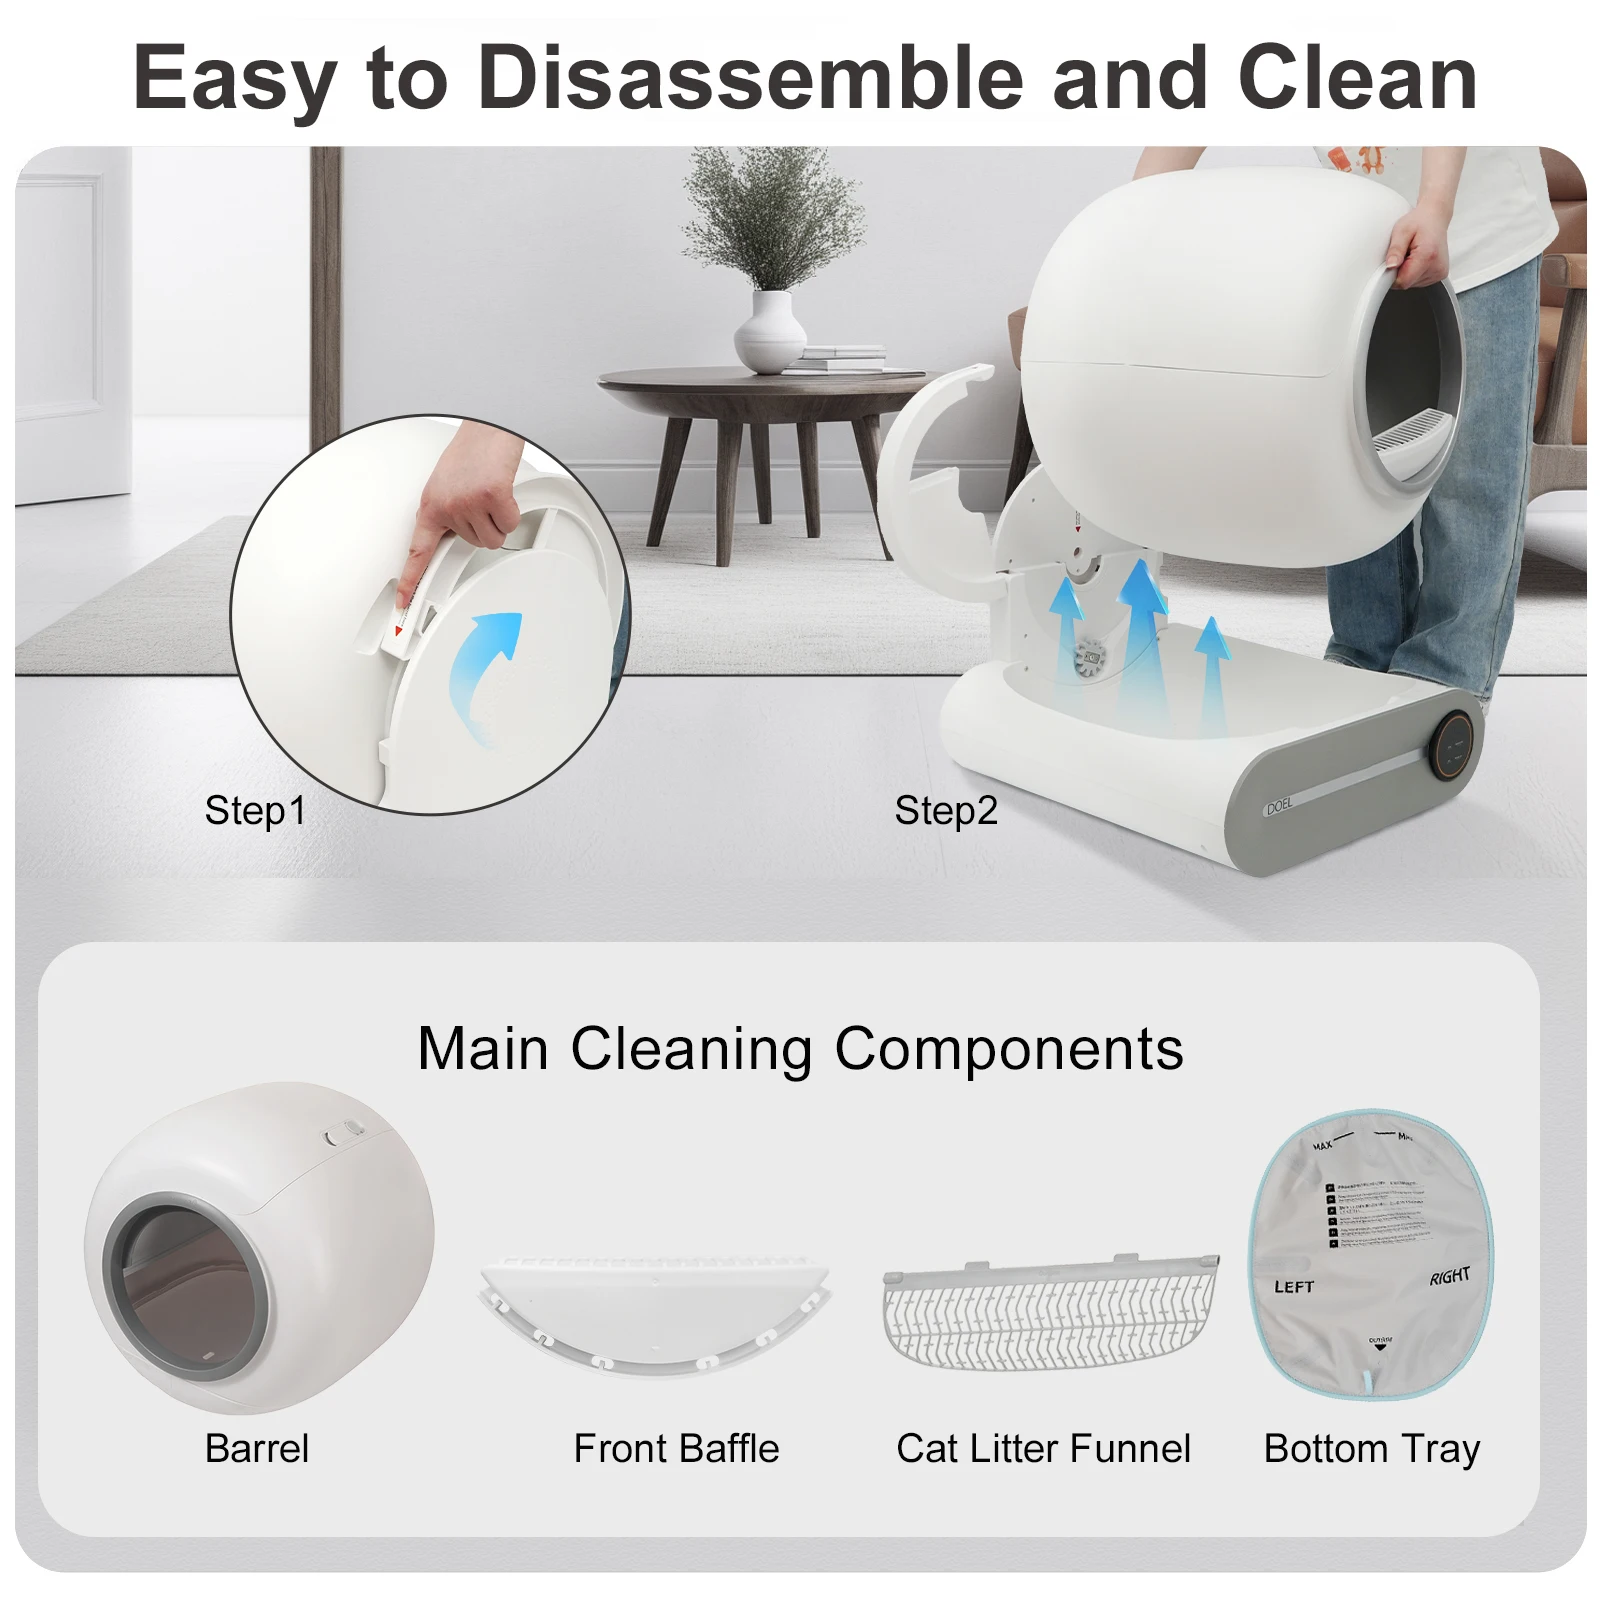 Easy to Disassemble and Clean
Step1
Step2
DOEL
Main Cleaning Components
MAX
LEFT
RIGHT
OUTSIDE
Barrel
Front Baffle
Cat Litter Funnel
Bottom Tray